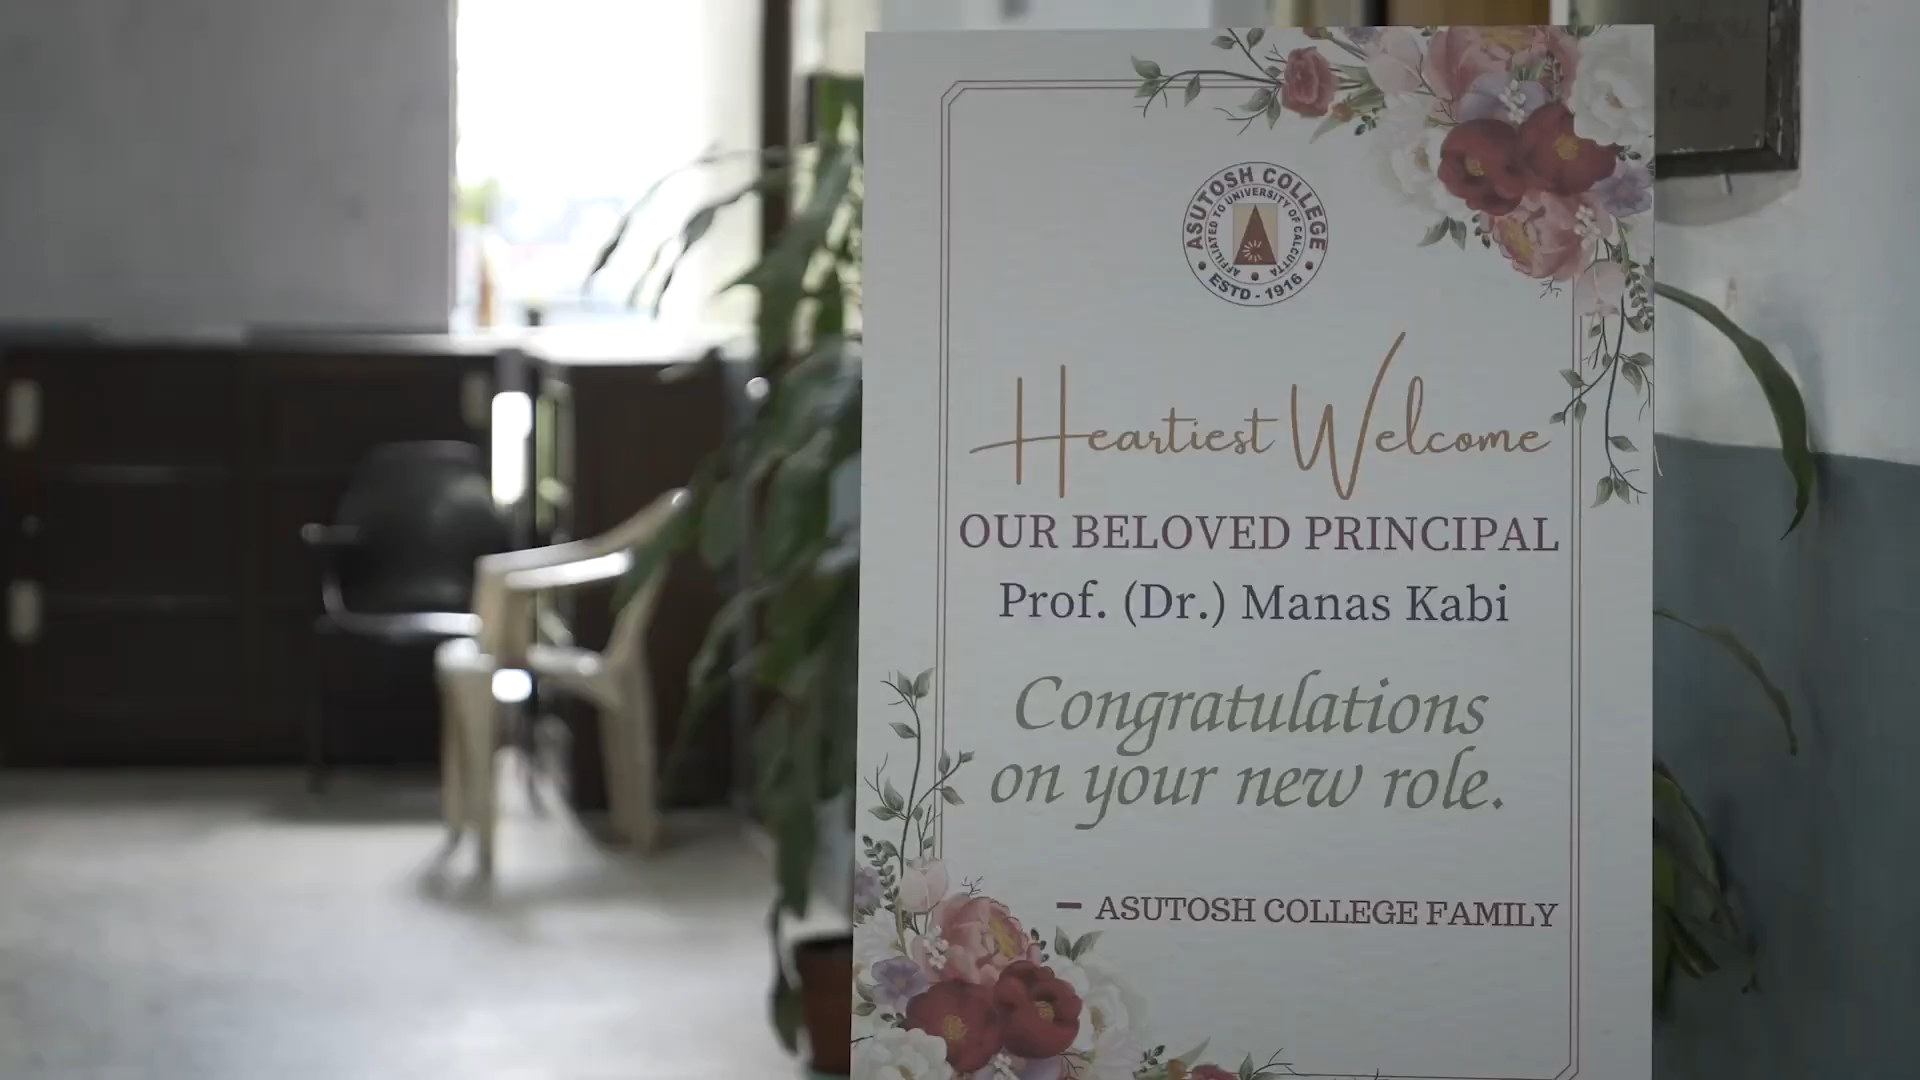 ASUTOSH COLLEGE
AFFILIATED TO UNIVERSITY OF CALCUTTA
ESTD - 1916
Heartiest Welcome
OUR BELOVED PRINCIPAL
Prof. (Dr.) Manas Kabi
Congratulations
on your new role.
– ASUTOSH COLLEGE FAMILY
College